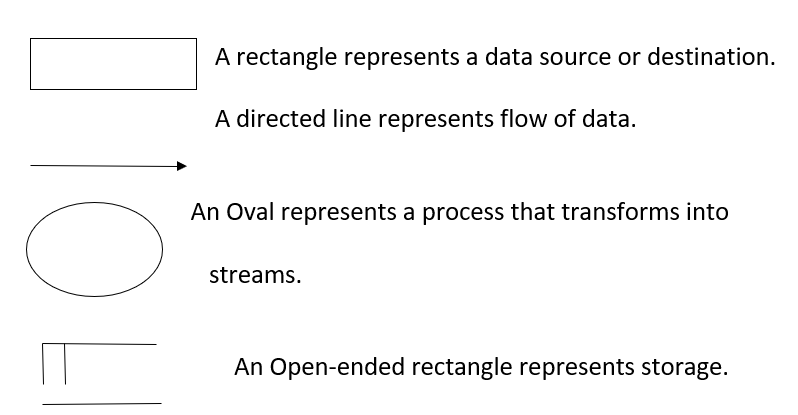 A rectangle represents a data source or destination.
A directed line represents flow of data.
An Oval represents a process that transforms into
streams.
An Open-ended rectangle represents storage.